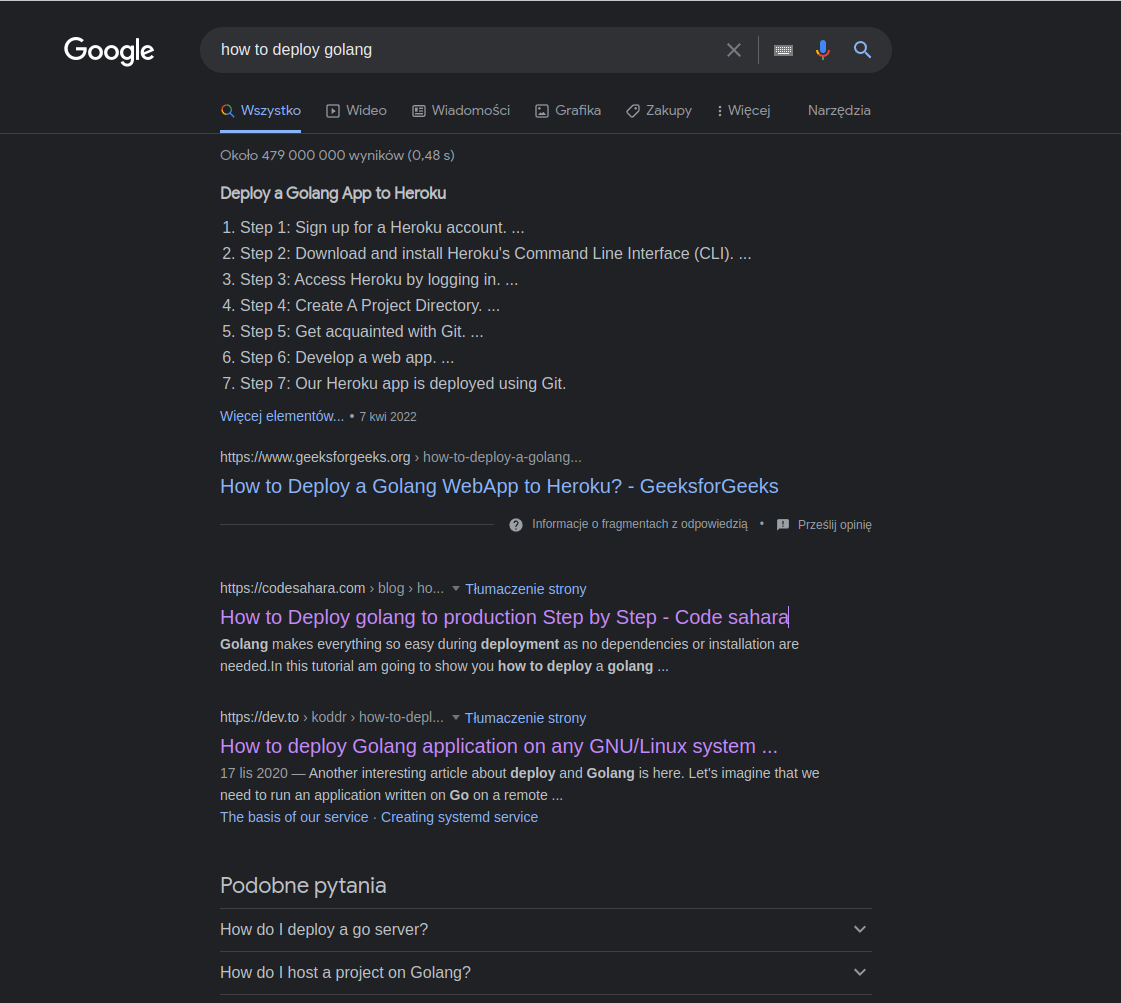 Google
how to deploy golang
Wszystko Wideo Wiadomości Grafika Zakupy Więcej Narzędzia
Około 479 000 000 wyników (0,48 s)
Deploy a Golang App to Heroku
1. Step 1: Sign up for a Heroku account. ...
2. Step 2: Download and install Heroku's Command Line Interface (CLI). ...
3. Step 3: Access Heroku by logging in. ...
4. Step 4: Create A Project Directory. ...
5. Step 5: Get acquainted with Git. ...
6. Step 6: Develop a web app. ...
7. Step 7: Our Heroku app is deployed using Git.
Więcej elementów... • 7 kwi 2022
https://www.geeksforgeeks.org › how-to-deploy-a-golang...
How to Deploy a Golang WebApp to Heroku? - GeeksforGeeks
Informacje o fragmentach z odpowiedzią • Prześlij opinię
https://codesahara.com › blog › ho... Tłumaczenie strony
How to Deploy golang to production Step by Step - Code sahara
Golang makes everything so easy during deployment as no dependencies or installation are
needed.In this tutorial am going to show you how to deploy a golang ...
https://dev.to › koddr › how-to-depl... Tłumaczenie strony
How to deploy Golang application on any GNU/Linux system ...
17 lis 2020 — Another interesting article about deploy and Golang is here. Let's imagine that we
need to run an application written on Go on a remote ...
The basis of our service · Creating systemd service
Podobne pytania
How do I deploy a go server?
How do I host a project on Golang?